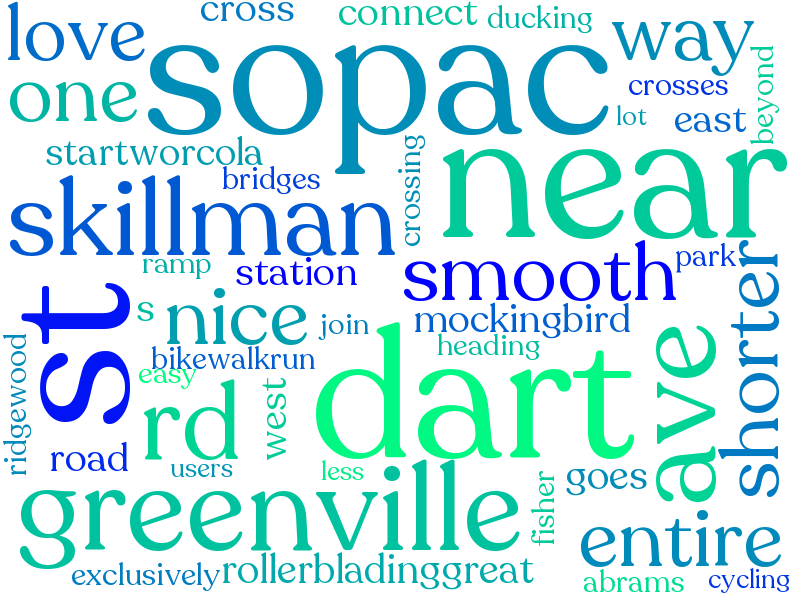 love
cross
connect
ducking
way
one
sopac
crosses
beyond
lot
east
startworcola
bridges
crossing
near
skillman
ramp
station
smooth
park
st
s
nice
join
mockingbird
shorter
heading
bikewalkrun
ridgewood
easy
rd
west
dart
ave
road
users
less
goes
greenville
fisher
entire
exclusively
rollerbladinggreat
abrams
cycling